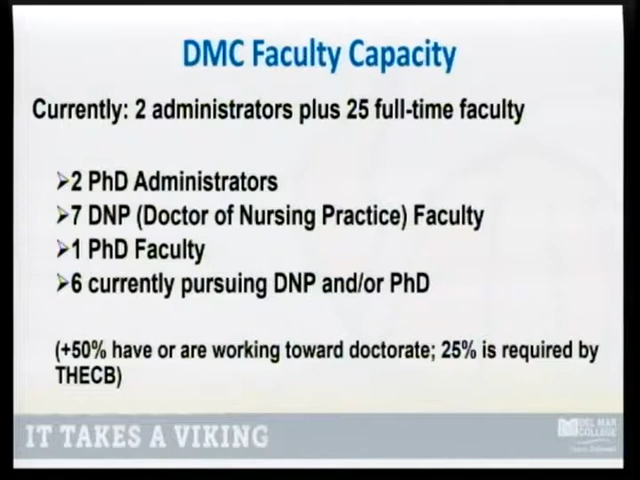 DMC Faculty Capacity
Currently: 2 administrators plus 25 full-time faculty
➢2 PhD Administrators
➢7 DNP (Doctor of Nursing Practice) Faculty
➢1 PhD Faculty
➢6 currently pursuing DNP and/or PhD
(+50% have or are working toward doctorate; 25% is required by
THECB)
IT TAKES A VIKING
DEL MAR
COLLEGE